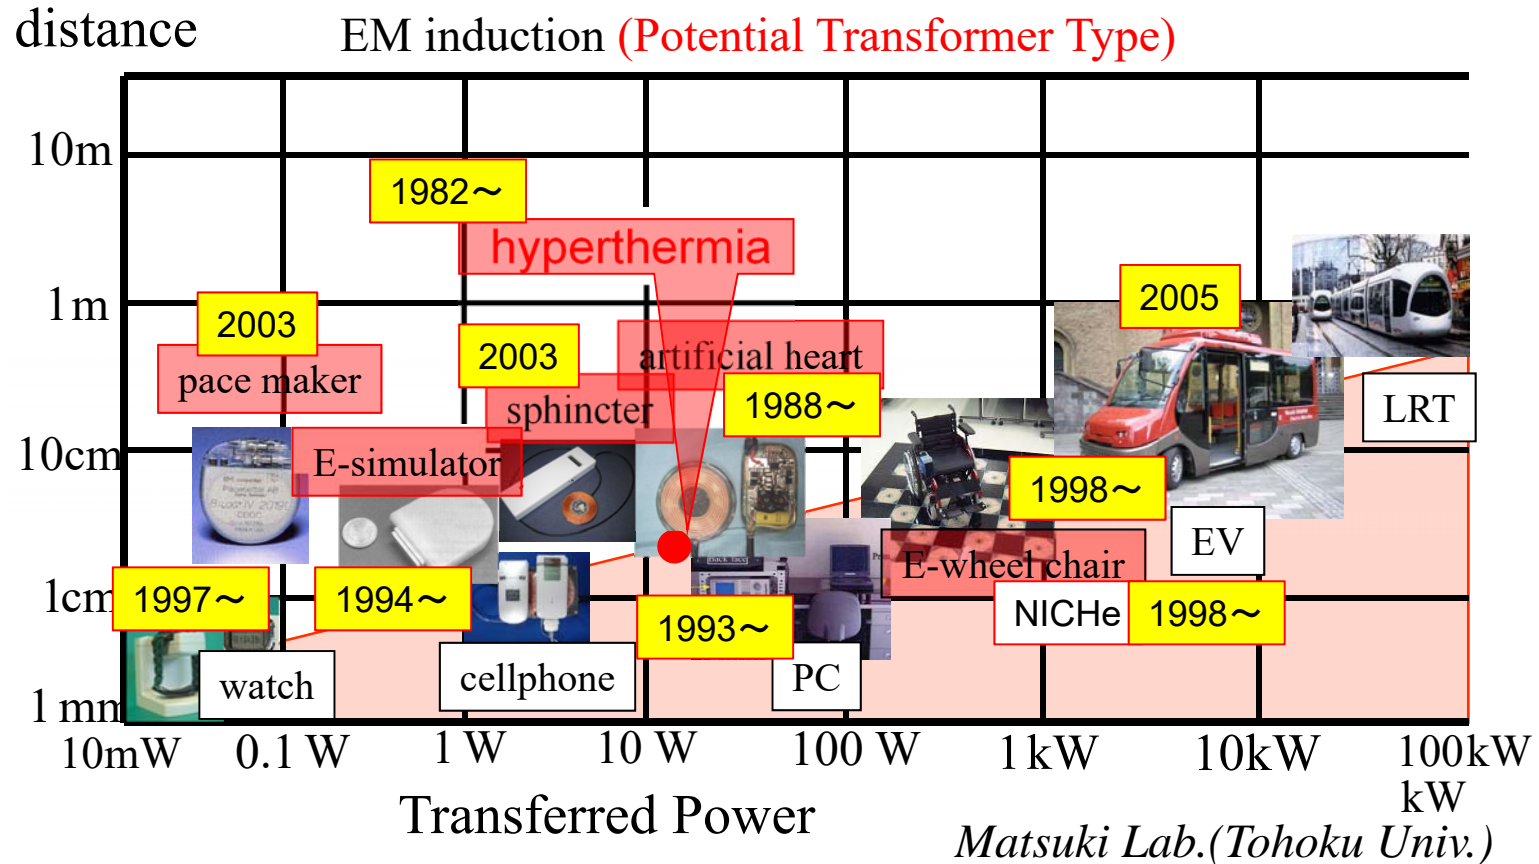 distance
EM induction (Potential Transformer Type)
10m
1982～
hyperthermia
1m
2003
pace maker
2003
sphincter
artificial heart
1988～
2005
LRT
10cm
E-simulator
1998～
EV
E-wheel chair
1cm
1997～
1994～
1993～
NICHe
1998～
watch
cellphone
PC
1 mm
10mW
0.1 W
1 W
10 W
100 W
1 kW
10kW
100kW
kW
Transferred Power
Matsuki Lab.(Tohoku Univ.)